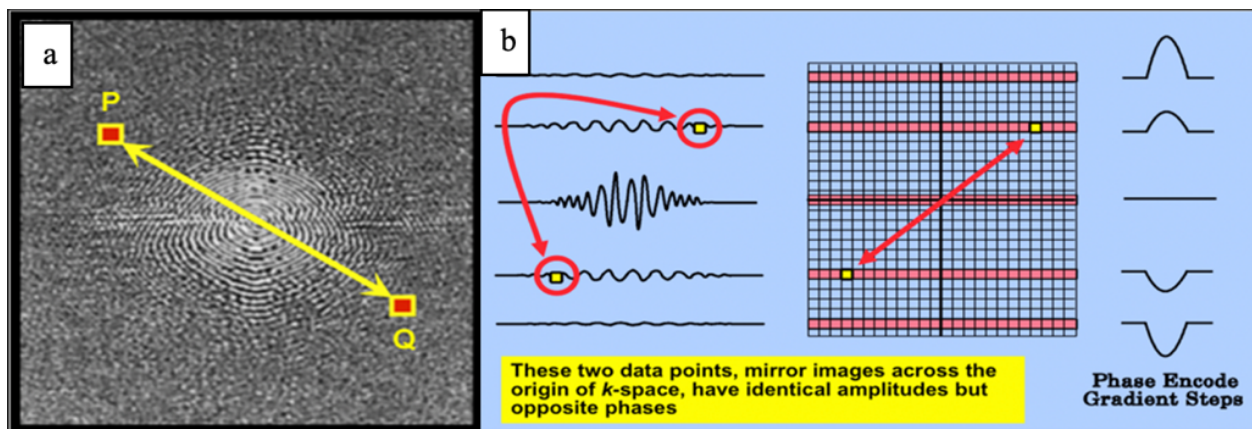 a
P
Q
b
These two data points, mirror images across the
origin of k-space, have identical amplitudes but
opposite phases
Phase Encode
Gradient Steps